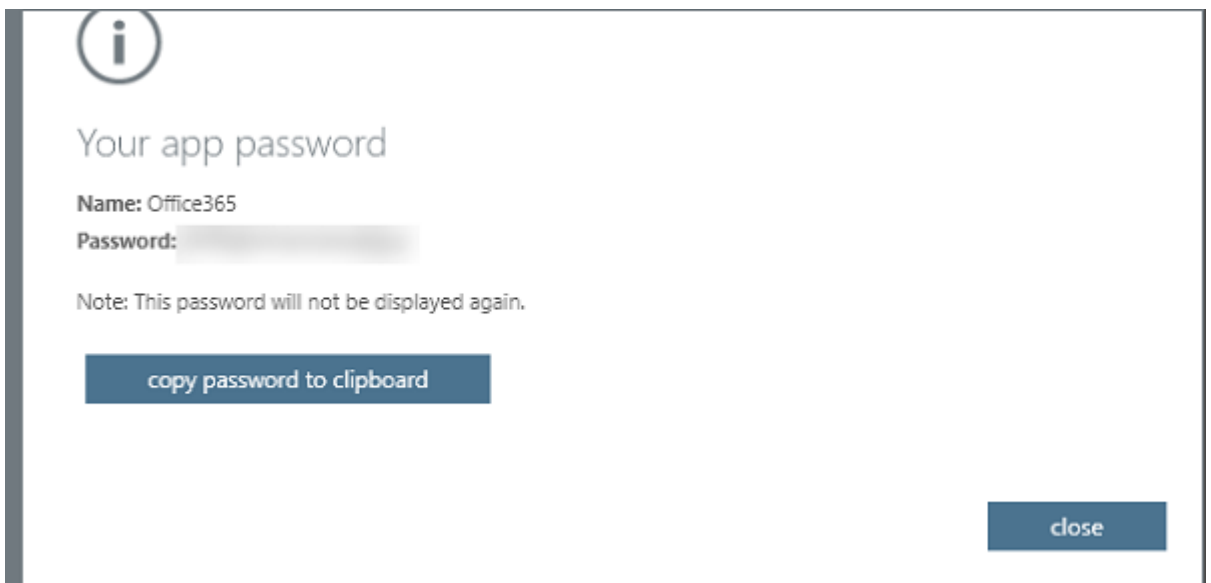 Your app password
Name: Office365
Password:
Note: This password will not be displayed again.
copy password to clipboard
close